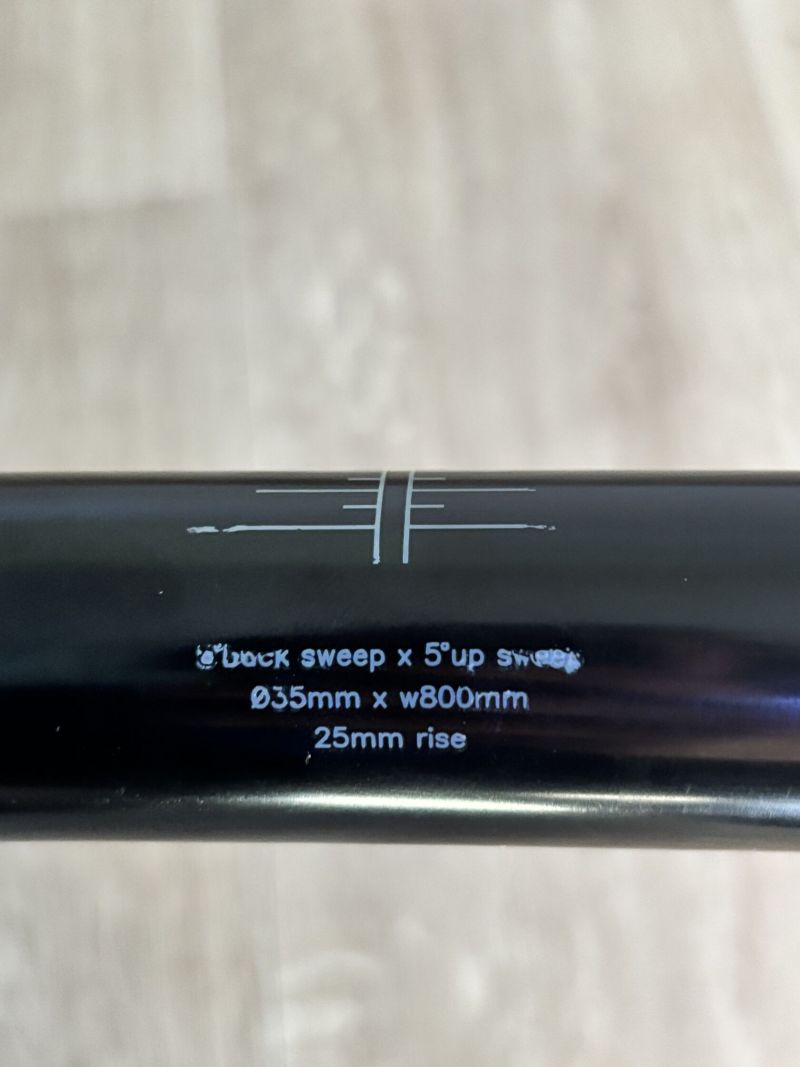 back sweep x 5°up sweep
Ø35mm x w800mm
25mm rise